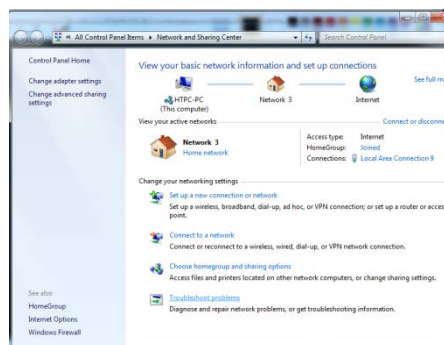 All Control Panel Items ▸ Network and Sharing Center
Search Control Panel
Control Panel Home
Change adapter settings
Change advanced sharing
settings
View your basic network information and set up connections
See full m
HTPC-PC
(This computer)
Network 3
Internet
View your active networks
Connect or disconne
Network 3
Home network
Access type: Internet
HomeGroup: Joined
Connections: Local Area Connection 9
Change your networking settings
Set up a new connection or network
Set up a wireless, broadband, dial-up, ad hoc, or VPN connection; or set up a router or acces
point.
Connect to a network
Connect or reconnect to a wireless, wired, dial-up, or VPN network connection.
Choose homegroup and sharing options
Access files and printers located on other network computers, or change sharing settings.
Troubleshoot problems
Diagnose and repair network problems, or get troubleshooting information.
See also
HomeGroup
Internet Options
Windows Firewall